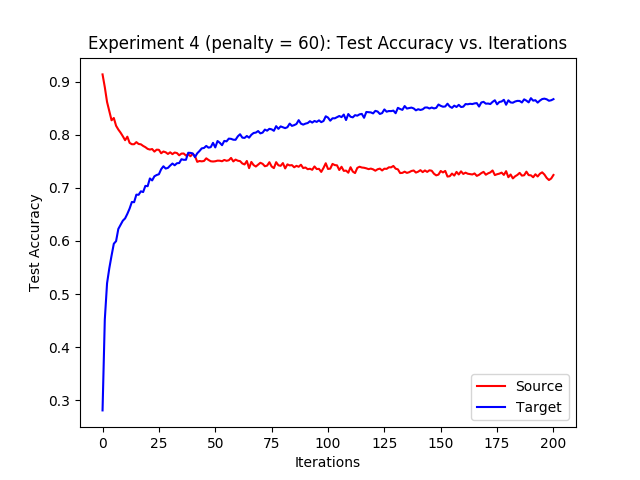 Experiment 4 (penalty = 60): Test Accuracy vs. Iterations
0.9
0.8
0.7
0.6
0.5
0.4
0.3
Test Accuracy
Source
Target
0 25 50 75 100 125 150 175 200
Iterations